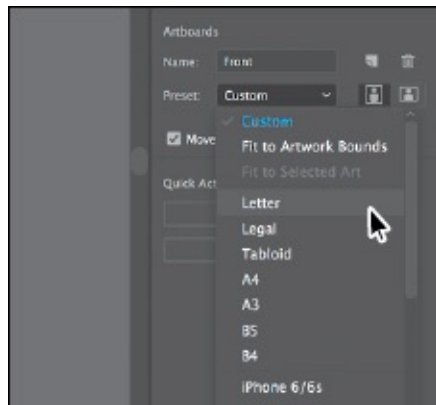 Artboards
Name: Front
Preset: Custom
Custom
Move
Fit to Artwork Bounds
Fit to Selected Art
Quick Act
Letter
Legal
Tabloid
A4
A3
B5
B4
iPhone 6/6s